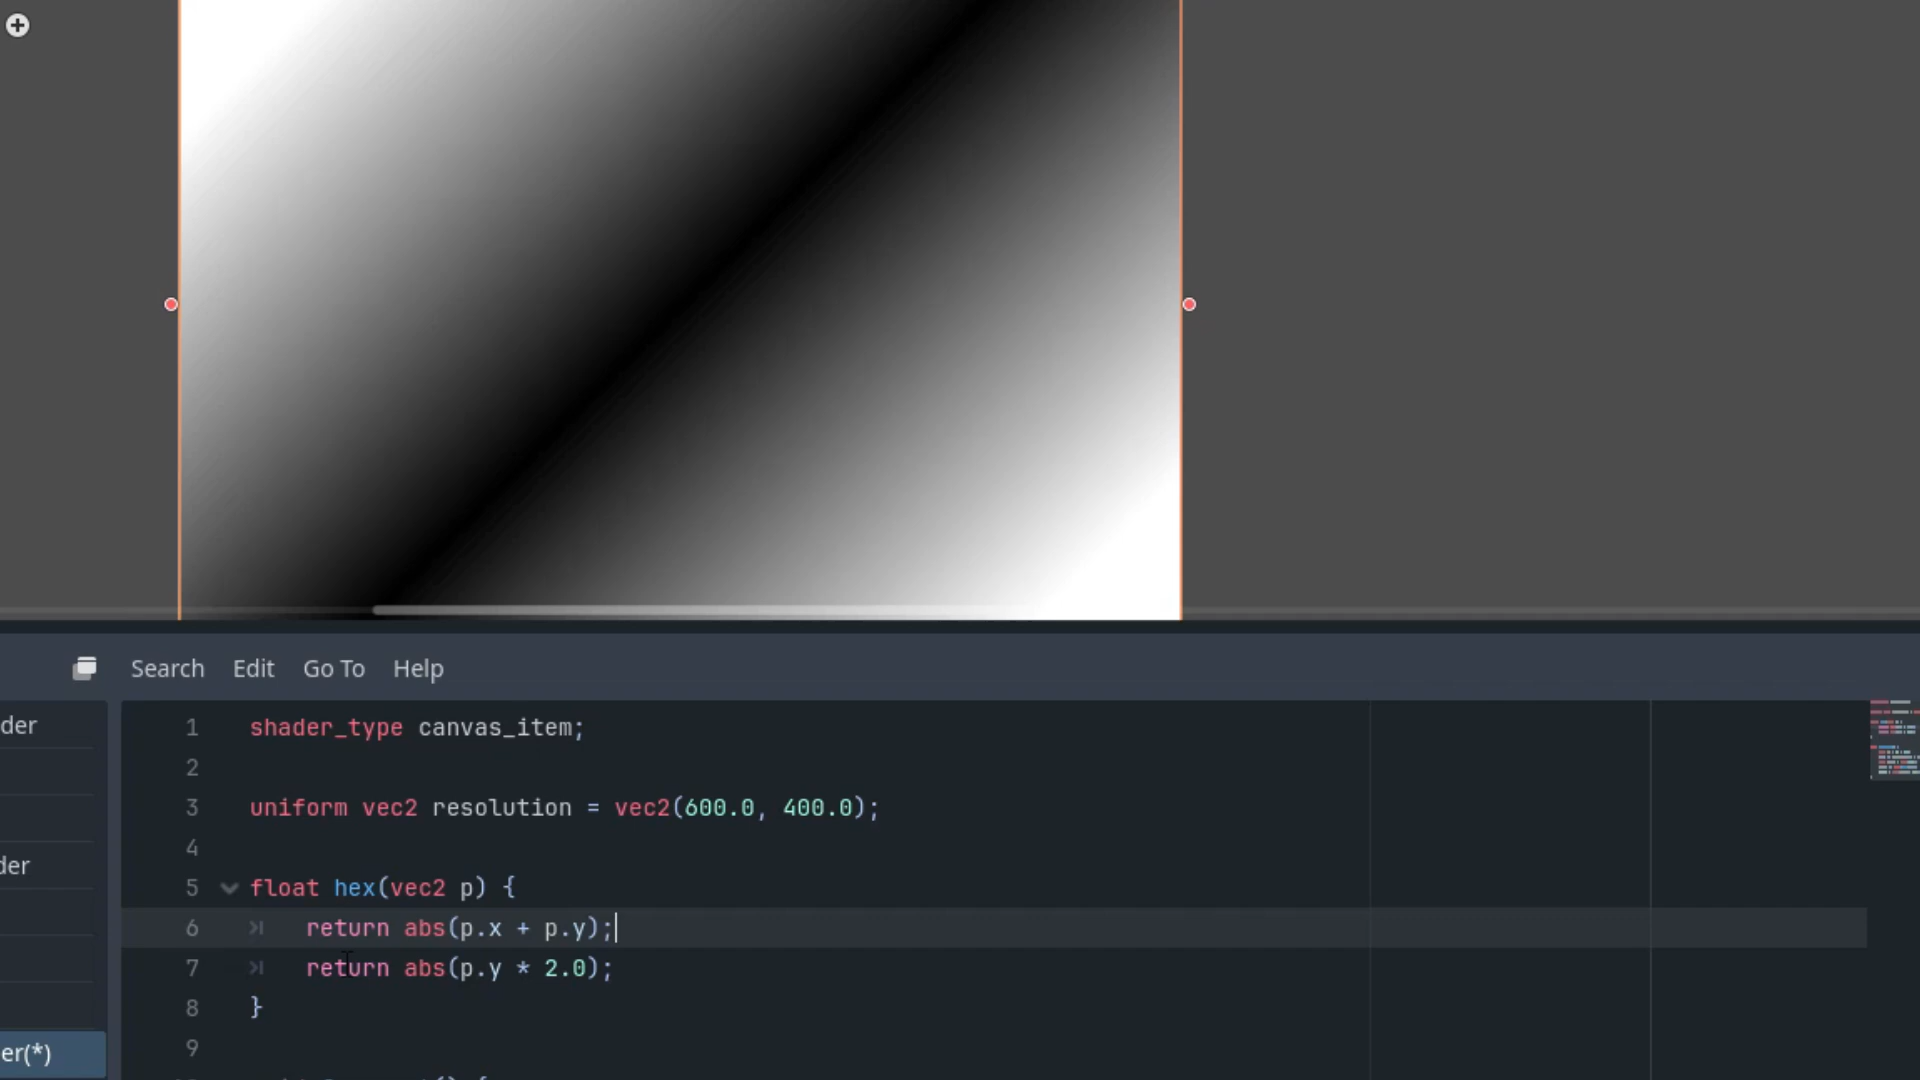 Search Edit Go To Help
der
der
er(*)
1 shader_type canvas_item;
2
3 uniform vec2 resolution = vec2(600.0, 400.0);
4
5 float hex(vec2 p) {
6 return abs(p.x + p.y);
7 return abs(p.y * 2.0);
8 }
9